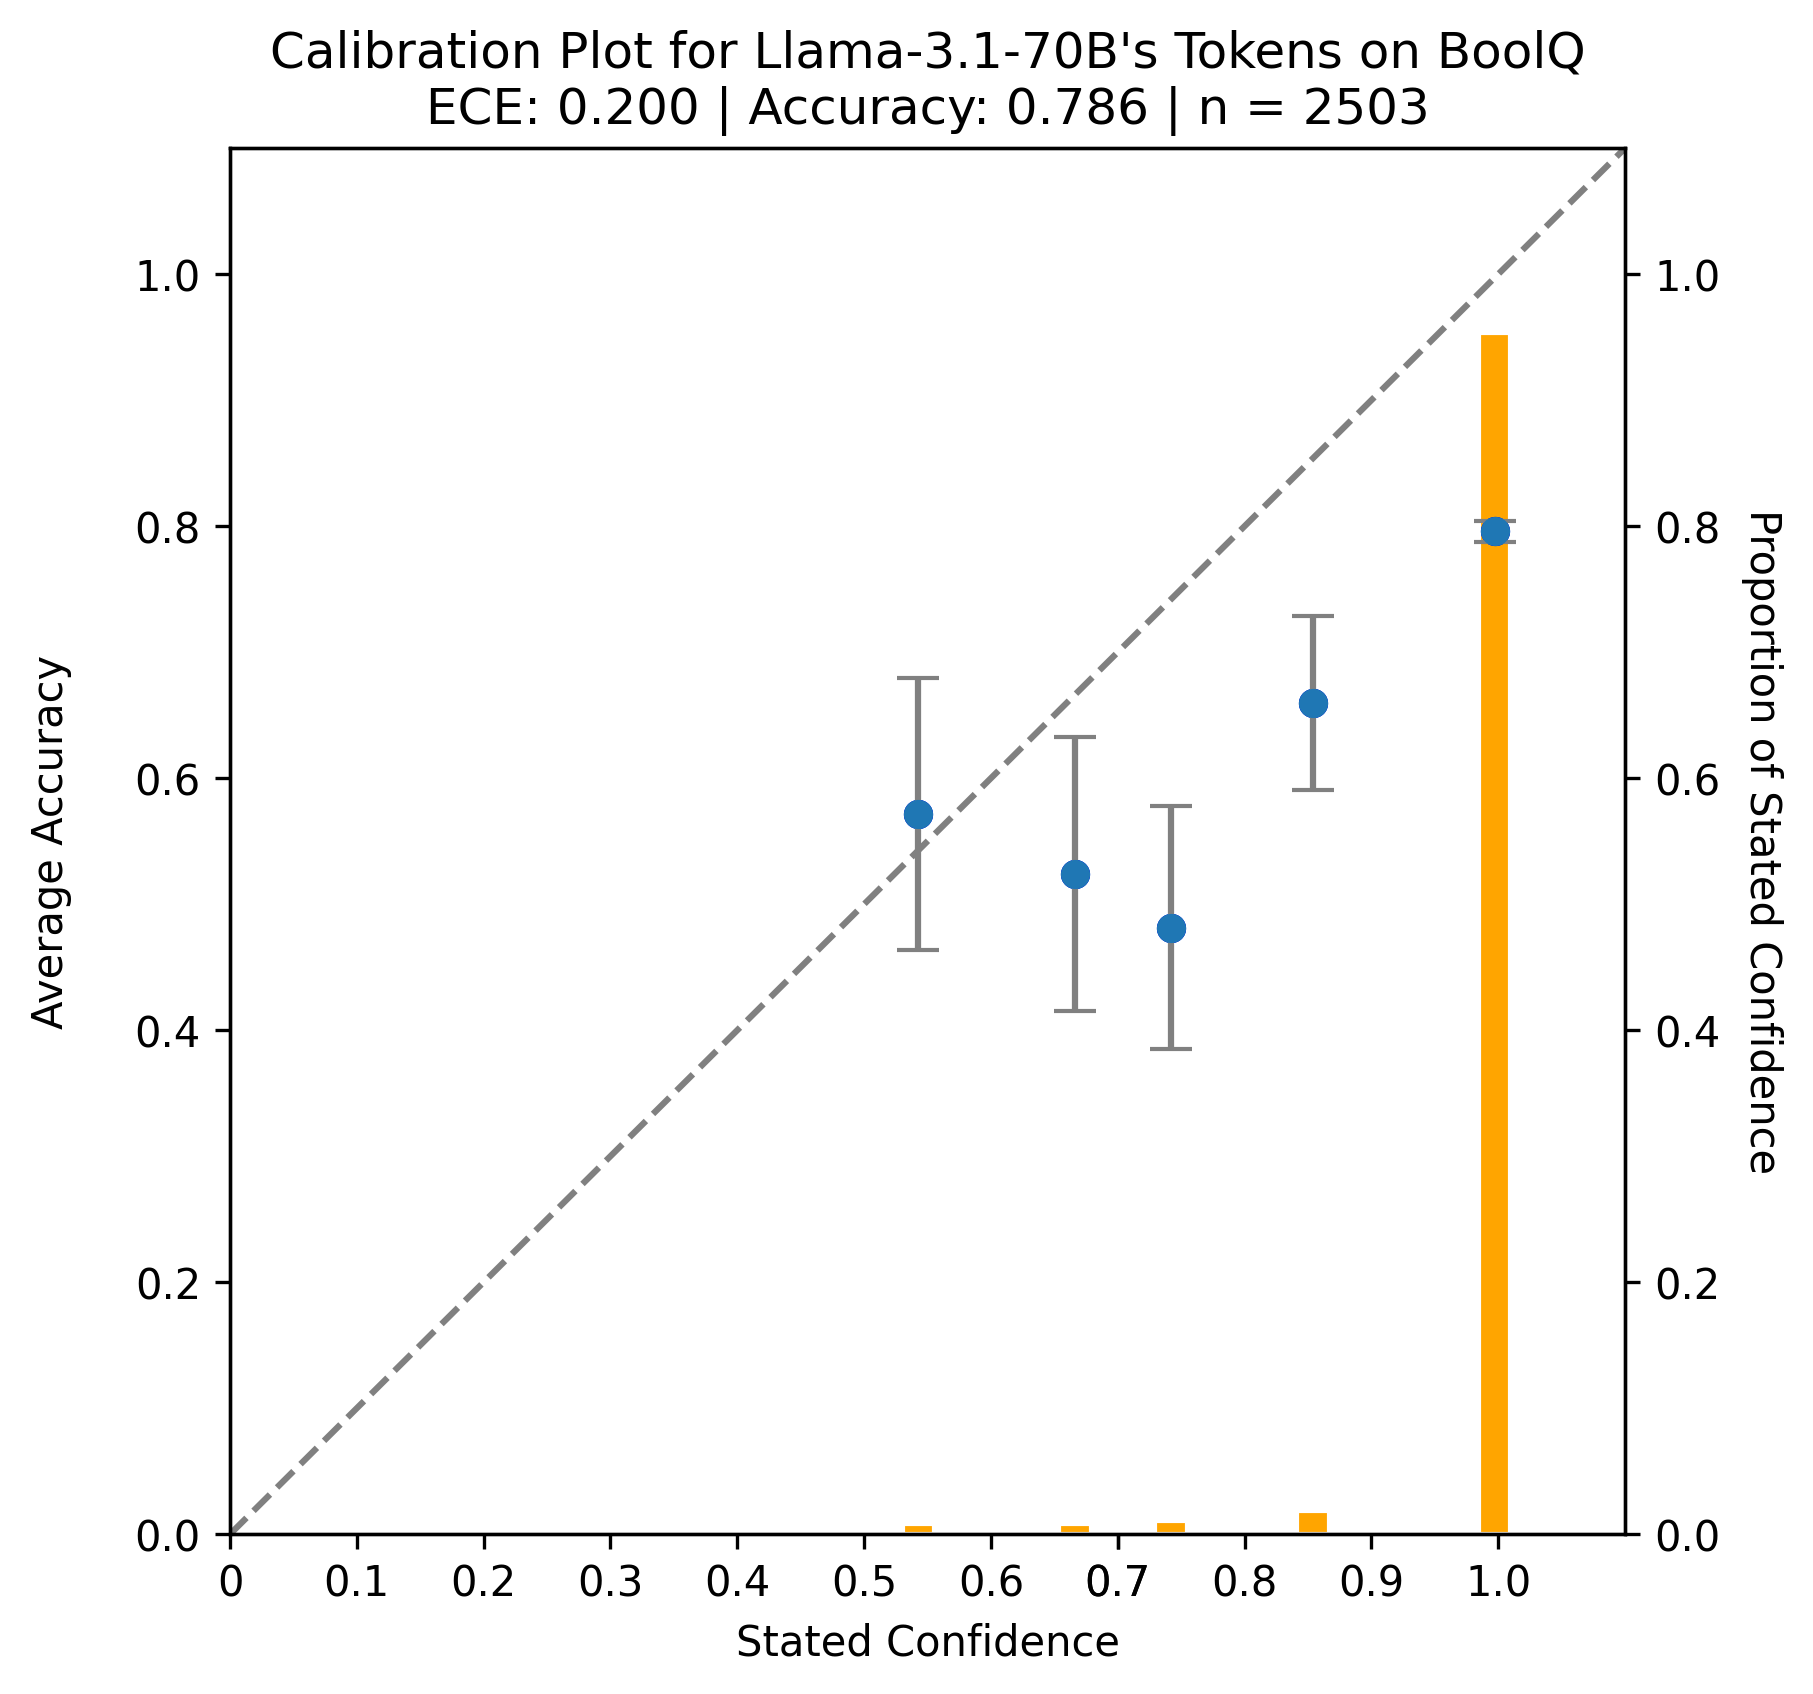 Calibration Plot for Llama-3.1-70B's Tokens on BoolQ
ECE: 0.200 | Accuracy: 0.786 | n = 2503
Average Accuracy
1.0
0.8
0.6
0.4
0.2
0.0
0 0.1 0.2 0.3 0.4 0.5 0.6 0.7 0.8 0.9 1.0
Stated Confidence
1.0
0.8
0.6
0.4
0.2
0.0
Proportion of Stated Confidence